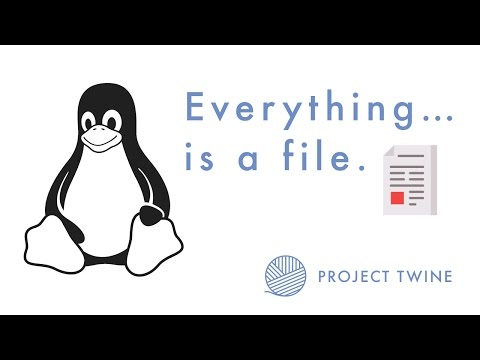 Everything...
is a file.
PROJECT TWINE